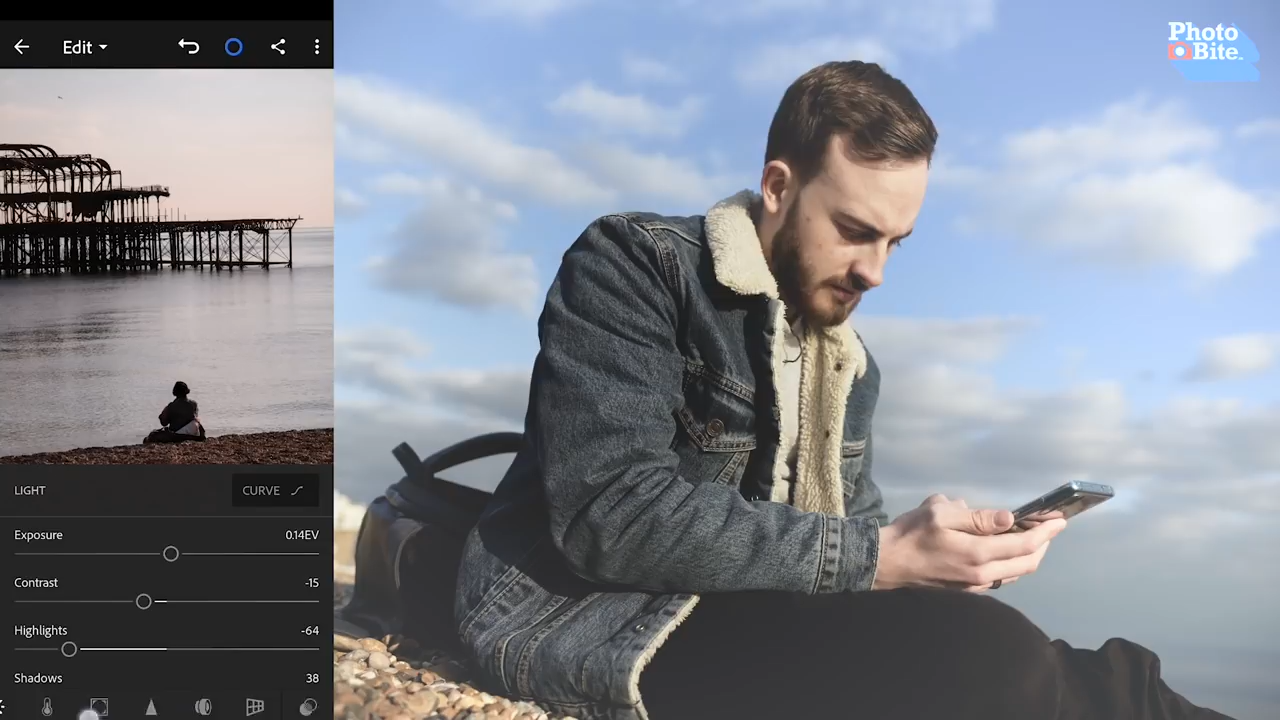 Edit
Photo
Bite
LIGHT
CURVE
Exposure 0.14EV
Contrast -15
Highlights -64
Shadows 38